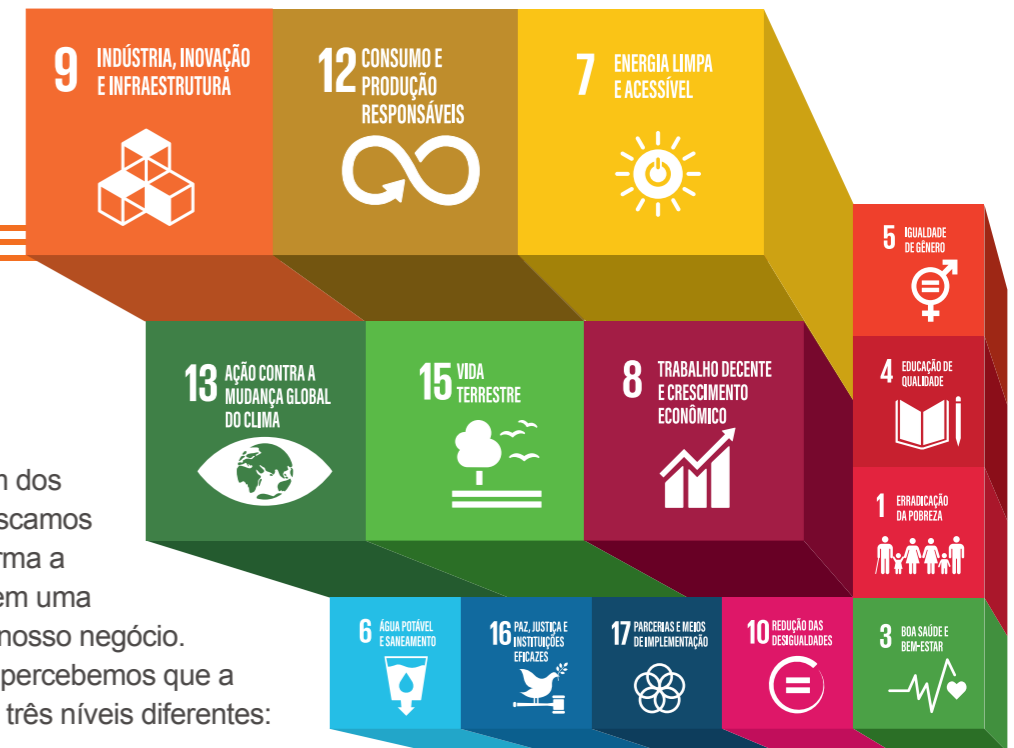 9 INDÚSTRIA, INOVAÇÃO
E INFRAESTRUTURA
12 CONSUMO E
PRODUÇÃO
RESPONSÁVEIS
7 ENERGIA LIMPA
E ACESSÍVEL
5 IGUALDADE
DE GÊNERO
4 EDUCAÇÃO DE
QUALIDADE
1 ERRADICAÇÃO
DA POBREZA
13 AÇÃO CONTRA A
MUDANÇA GLOBAL
DO CLIMA
15 VIDA
TERRESTRE
8 TRABALHO DECENTE
E CRESCIMENTO
ECONÔMICO
6 ÁGUA POTÁVEL
E SANEAMENTO
16 PAZ, JUSTIÇA E
INSTITUIÇÕES
EFICAZES
17 PARCERIAS E MEIOS
DE IMPLEMENTAÇÃO
10 REDUÇÃO DAS
DESIGUALDADES
3 BOA SAÚDE E
BEM-ESTAR
dos
scamos
rma a
em uma
nosso negócio.
percebemos que a
três níveis diferentes: